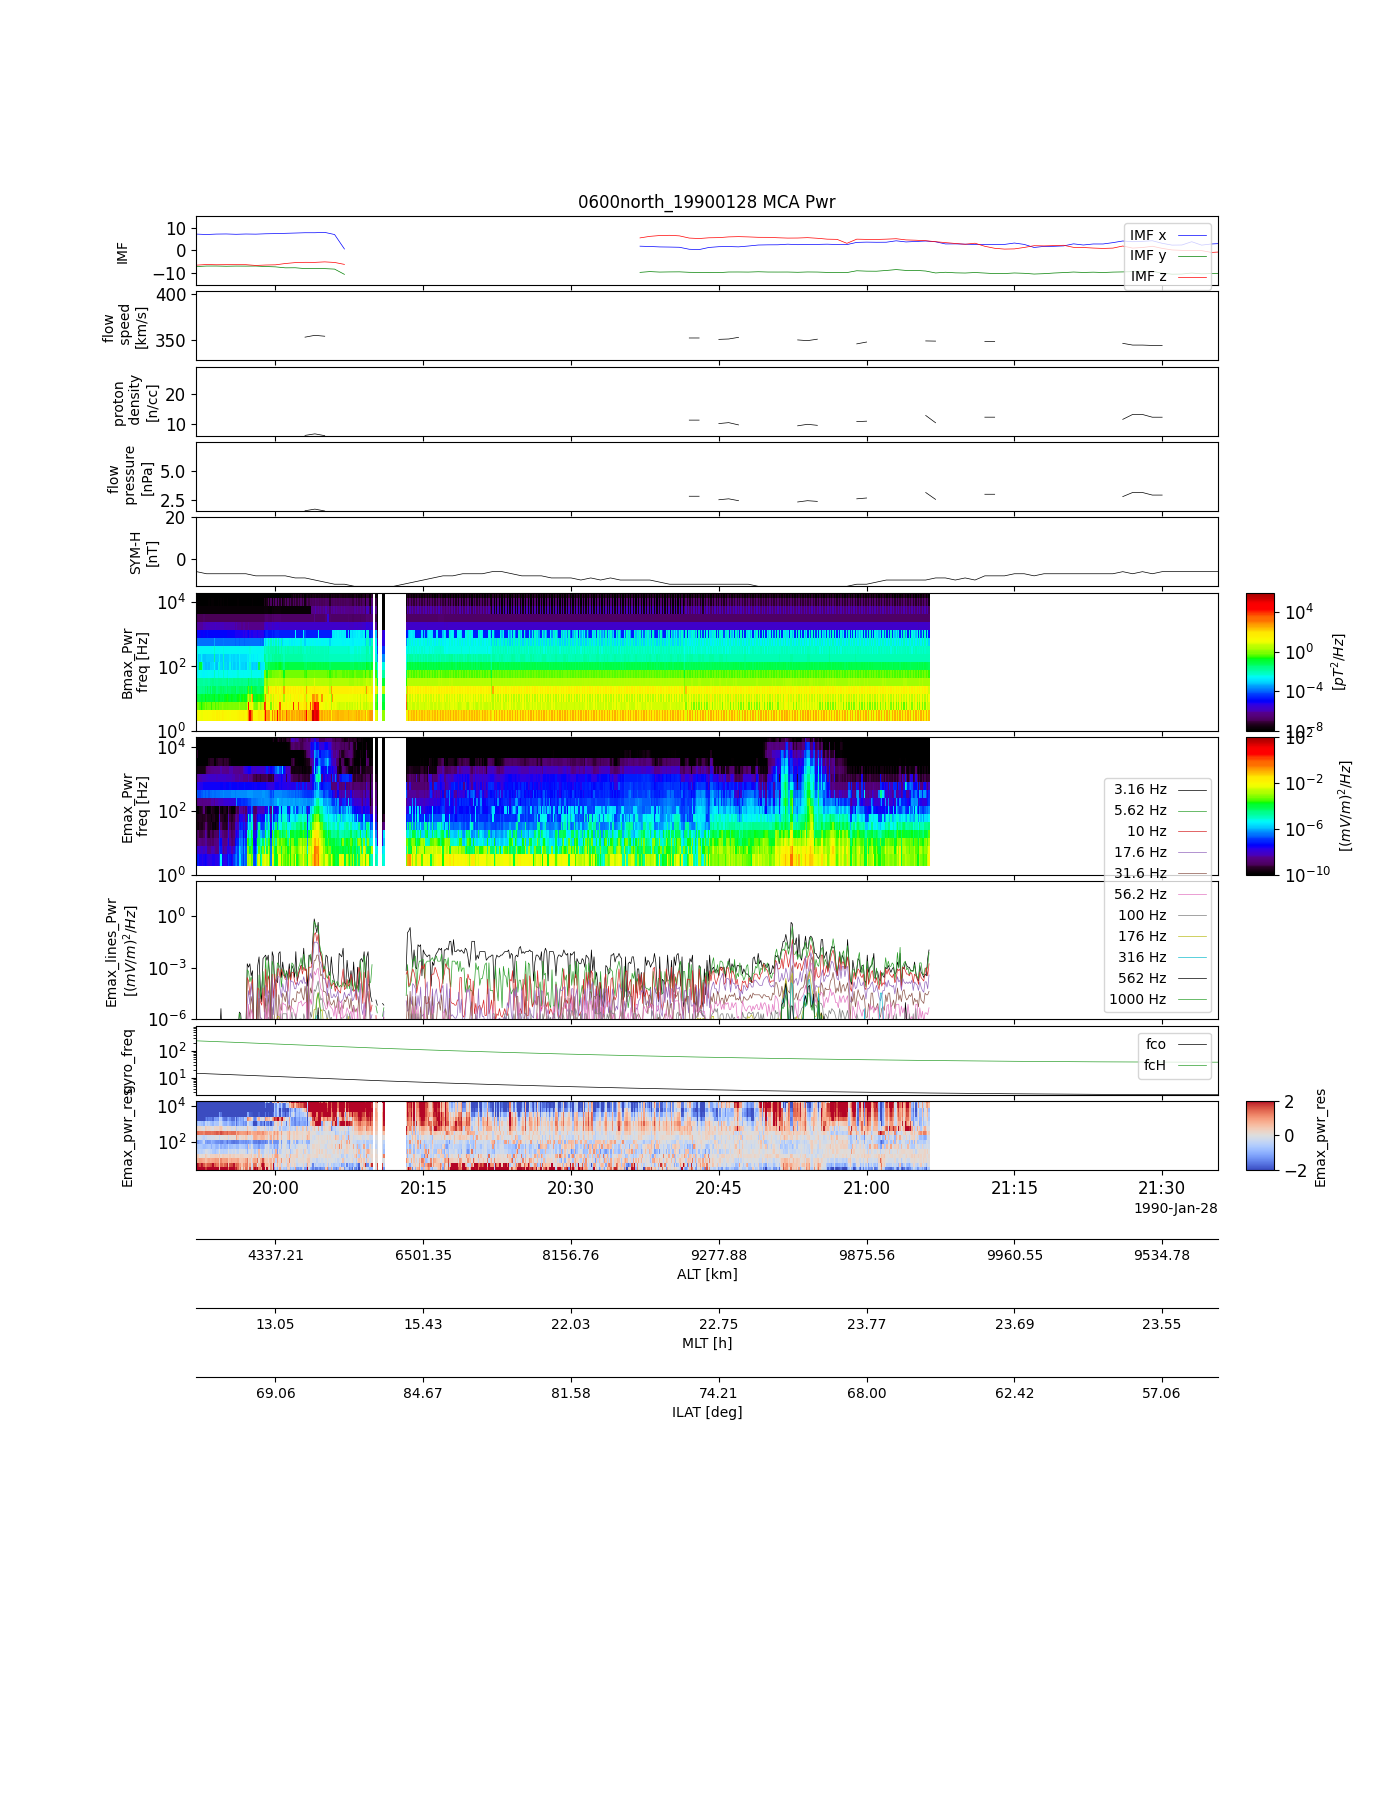 0600north_19900128 MCA Pwr
IMF
10
0
−10
IMF x
IMF y
IMF z
flow
speed
[km/s]
400
350
proton
density
[n/cc]
20
10
flow
pressure
[nPa]
5.0
2.5
SYM-H
[nT]
20
0
Bmax_Pwr
freq [Hz]
10^4
10^2
10^0
10^4
10^0
10^−4
10^−8
[pT^2/Hz]
Emax_Pwr
freq [Hz]
10^4
10^2
10^0
10^2
10^−2
10^−6
10^−10
[(mV/m)^2/Hz]
Emax_lines_Pwr
[(mV/m)^2/Hz]
10^0
10^−3
10^−6
3.16 Hz
5.62 Hz
10 Hz
17.6 Hz
31.6 Hz
56.2 Hz
100 Hz
176 Hz
316 Hz
562 Hz
1000 Hz
gyro_freq
10^2
10^1
fco
fcH
Emax_pwr_res
10^4
10^2
2
0
−2
Emax_pwr_res
20:00 20:15 20:30 20:45 21:00 21:15 21:30
1990-Jan-28
4337.21 6501.35 8156.76 9277.88 9875.56 9960.55 9534.78
ALT [km]
13.05 15.43 22.03 22.75 23.77 23.69 23.55
MLT [h]
69.06 84.67 81.58 74.21 68.00 62.42 57.06
ILAT [deg]